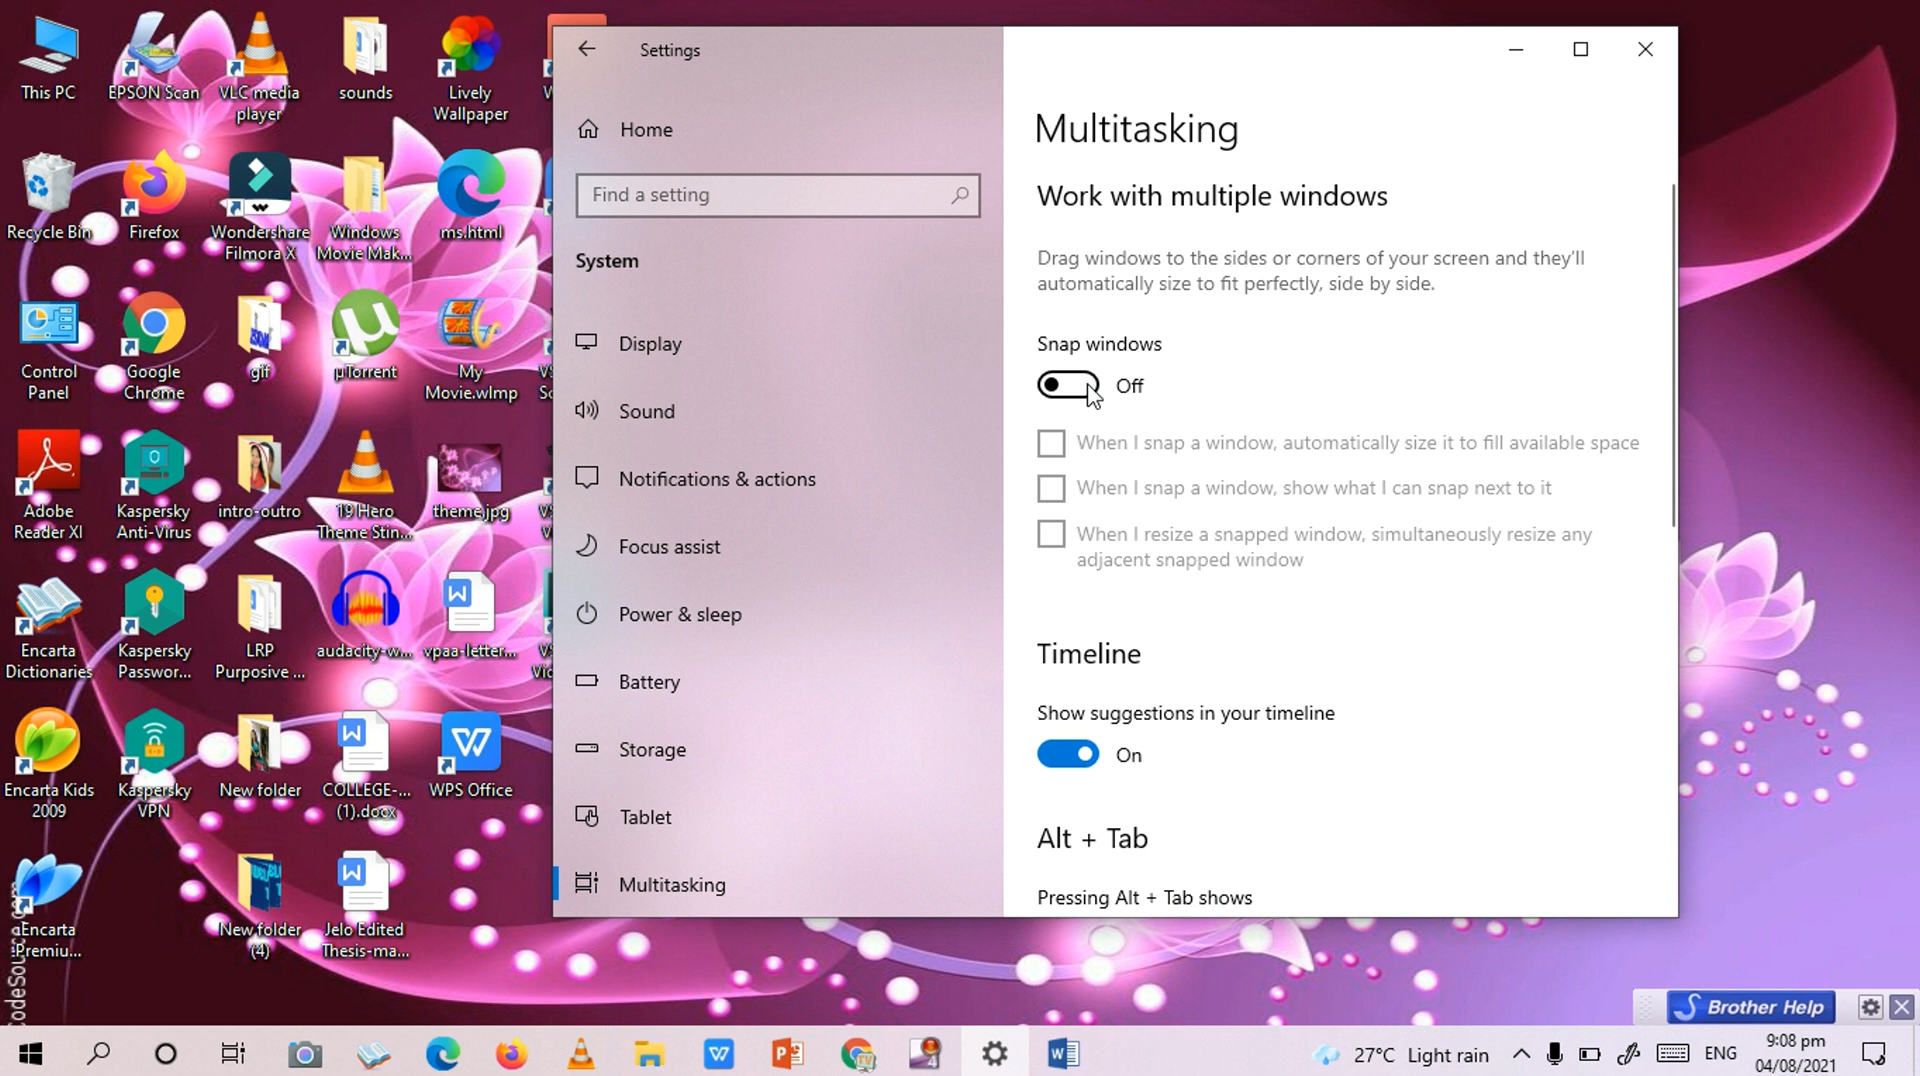 This PC
EPSON Scan
VLC media
player
sounds
Lively
Wallpaper
Recycle Bin
Firefox
Wondershare
Filmora X
Windows
Movie Mak...
ms.html
Control
Panel
Google
Chrome
gif
µTorrent
My
Movie.wlmp
Adobe
Reader XI
Kaspersky
Anti-Virus
intro-outro
19 Hero
Theme Stin...
theme.jpg
Encarta
Dictionaries
Kaspersky
Passwor...
LRP
Purposive ...
audacity-w...
vpaa-letter...
Encarta Kids
2009
Kaspersky
VPN
New folder
COLLEGE-...
(1).docx
WPS Office
Encarta
Premiu...
New folder
(4)
Jelo Edited
Thesis-ma...
Settings
Home
Find a setting
System
Display
Sound
Notifications & actions
Focus assist
Power & sleep
Battery
Storage
Tablet
Multitasking
Multitasking
Work with multiple windows
Drag windows to the sides or corners of your screen and they'll
automatically size to fit perfectly, side by side.
Snap windows
Off
When I snap a window, automatically size it to fill available space
When I snap a window, show what I can snap next to it
When I resize a snapped window, simultaneously resize any
adjacent snapped window
Timeline
Show suggestions in your timeline
On
Alt + Tab
Pressing Alt + Tab shows
Brother Help
27°C Light rain
ENG
9:08 pm
04/08/2021